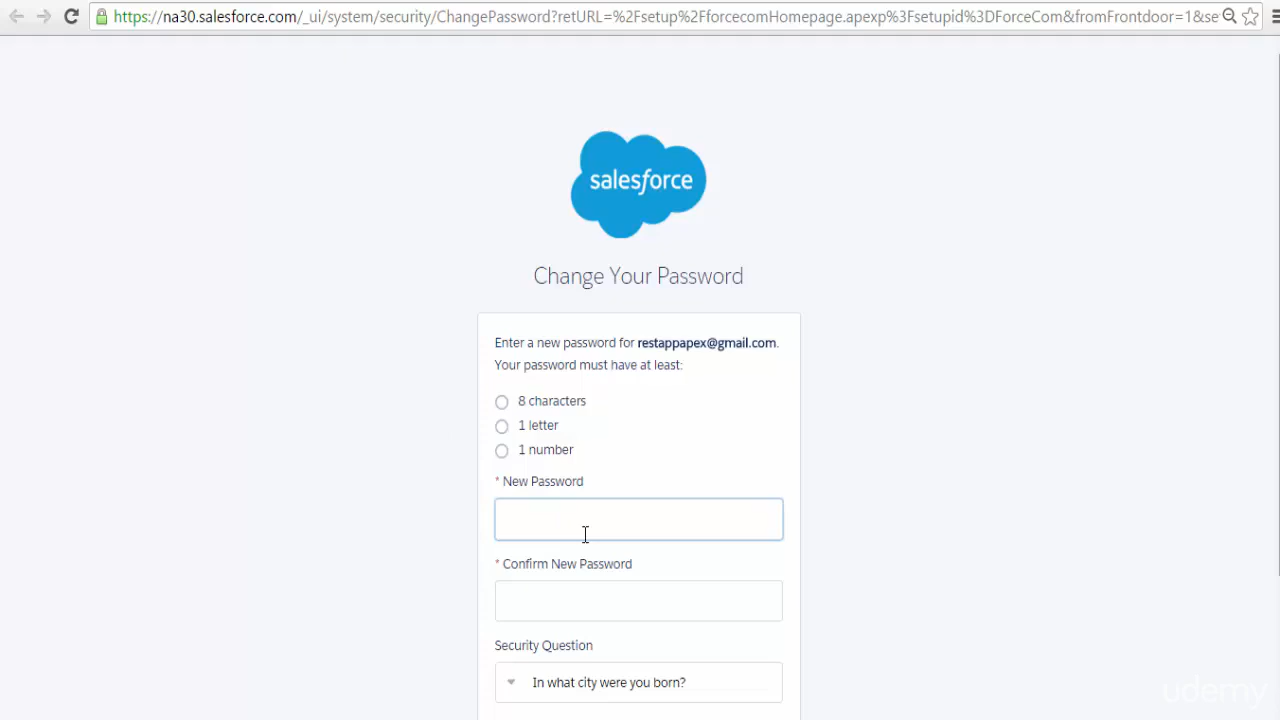 https://na30.salesforce.com/_ui/system/security/ChangePassword?retURL=%2Fsetup%2FforcecomHomepage.apexp%3Fsetupid%3DForceCom&fromFrontdoor=1&se
salesforce
Change Your Password
Enter a new password for restappapex@gmail.com.
Your password must have at least:
8 characters
1 letter
1 number
* New Password
* Confirm New Password
Security Question
In what city were you born?
udemy